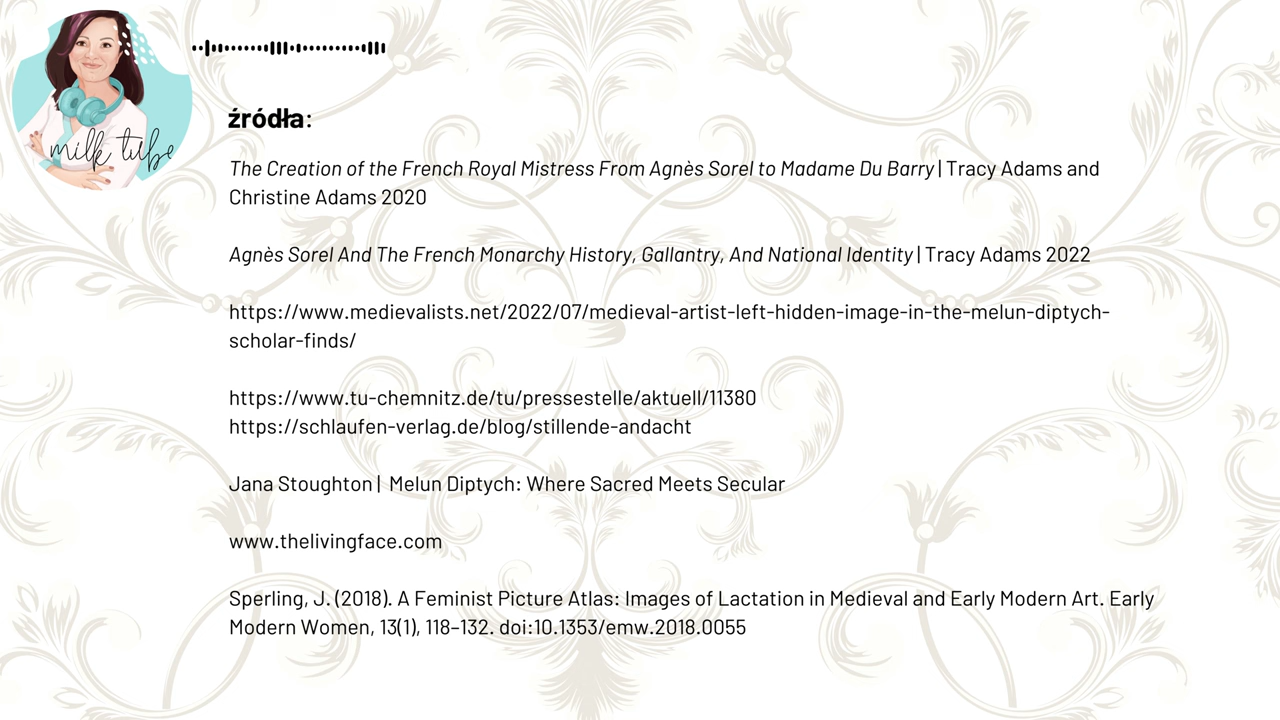 milk tube
źródła:
The Creation of the French Royal Mistress From Agnès Sorel to Madame Du Barry | Tracy Adams and
Christine Adams 2020
Agnès Sorel And The French Monarchy History, Gallantry, And National Identity | Tracy Adams 2022
https://www.medievalists.net/2022/07/medieval-artist-left-hidden-image-in-the-melun-diptych-
scholar-finds/
https://www.tu-chemnitz.de/tu/pressestelle/aktuell/11380
https://schlaufen-verlag.de/blog/stillende-andacht
Jana Stoughton | Melun Diptych: Where Sacred Meets Secular
www.thelivingface.com
Sperling, J. (2018). A Feminist Picture Atlas: Images of Lactation in Medieval and Early Modern Art. Early
Modern Women, 13(1), 118–132. doi:10.1353/emw.2018.0055